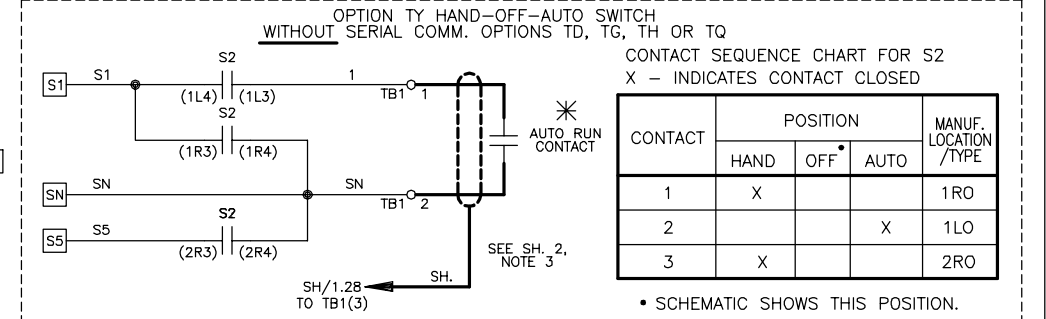 OPTION TY HAND-OFF-AUTO SWITCH
WITHOUT SERIAL COMM. OPTIONS TD, TG, TH OR TQ
S1
S1
S2
(1L4) (1L3)
1
TB1 1
S2
(1R3) (1R4)
AUTO RUN
CONTACT
SN
SN
SN
TB1 2
S5
S5
S2
(2R3) (2R4)
SEE SH. 2,
NOTE 3
SH/1.28
TO TB1(3)
SH.
CONTACT SEQUENCE CHART FOR S2
X - INDICATES CONTACT CLOSED
CONTACT POSITION MANUF. LOCATION /TYPE
HAND OFF• AUTO
1 X 1RO
2 X 1LO
3 X 2RO
• SCHEMATIC SHOWS THIS POSITION.